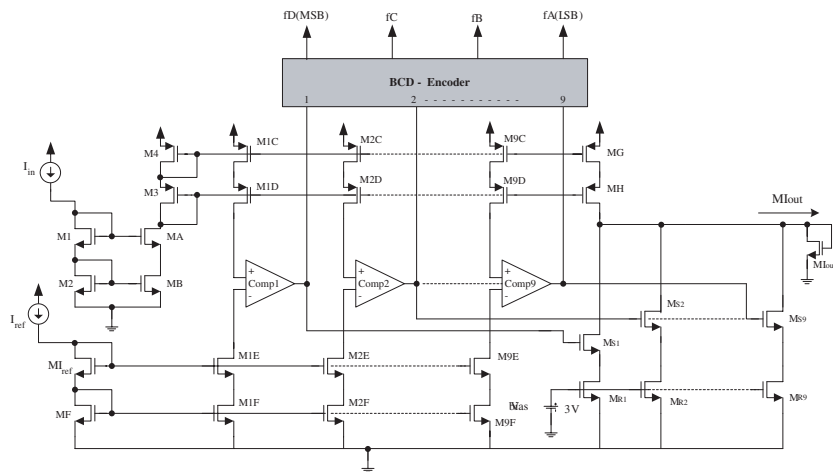 fD(MSB) fC fB fA(LSB)
BCD - Encoder
1 2 - - - - - - - - - - - 9
M4 M1C M2C M9C MG
Iin
M3 M1D M2D M9D MH
MIout
M1 MA
MIout
M2 MB
+ + +
Comp1 Comp2 Comp9
- - -
Iref
MS2 MS9
MS1
MIref M1E M2E M9E
MF M1F M2F M9F
3V MR1 MR2 MR9